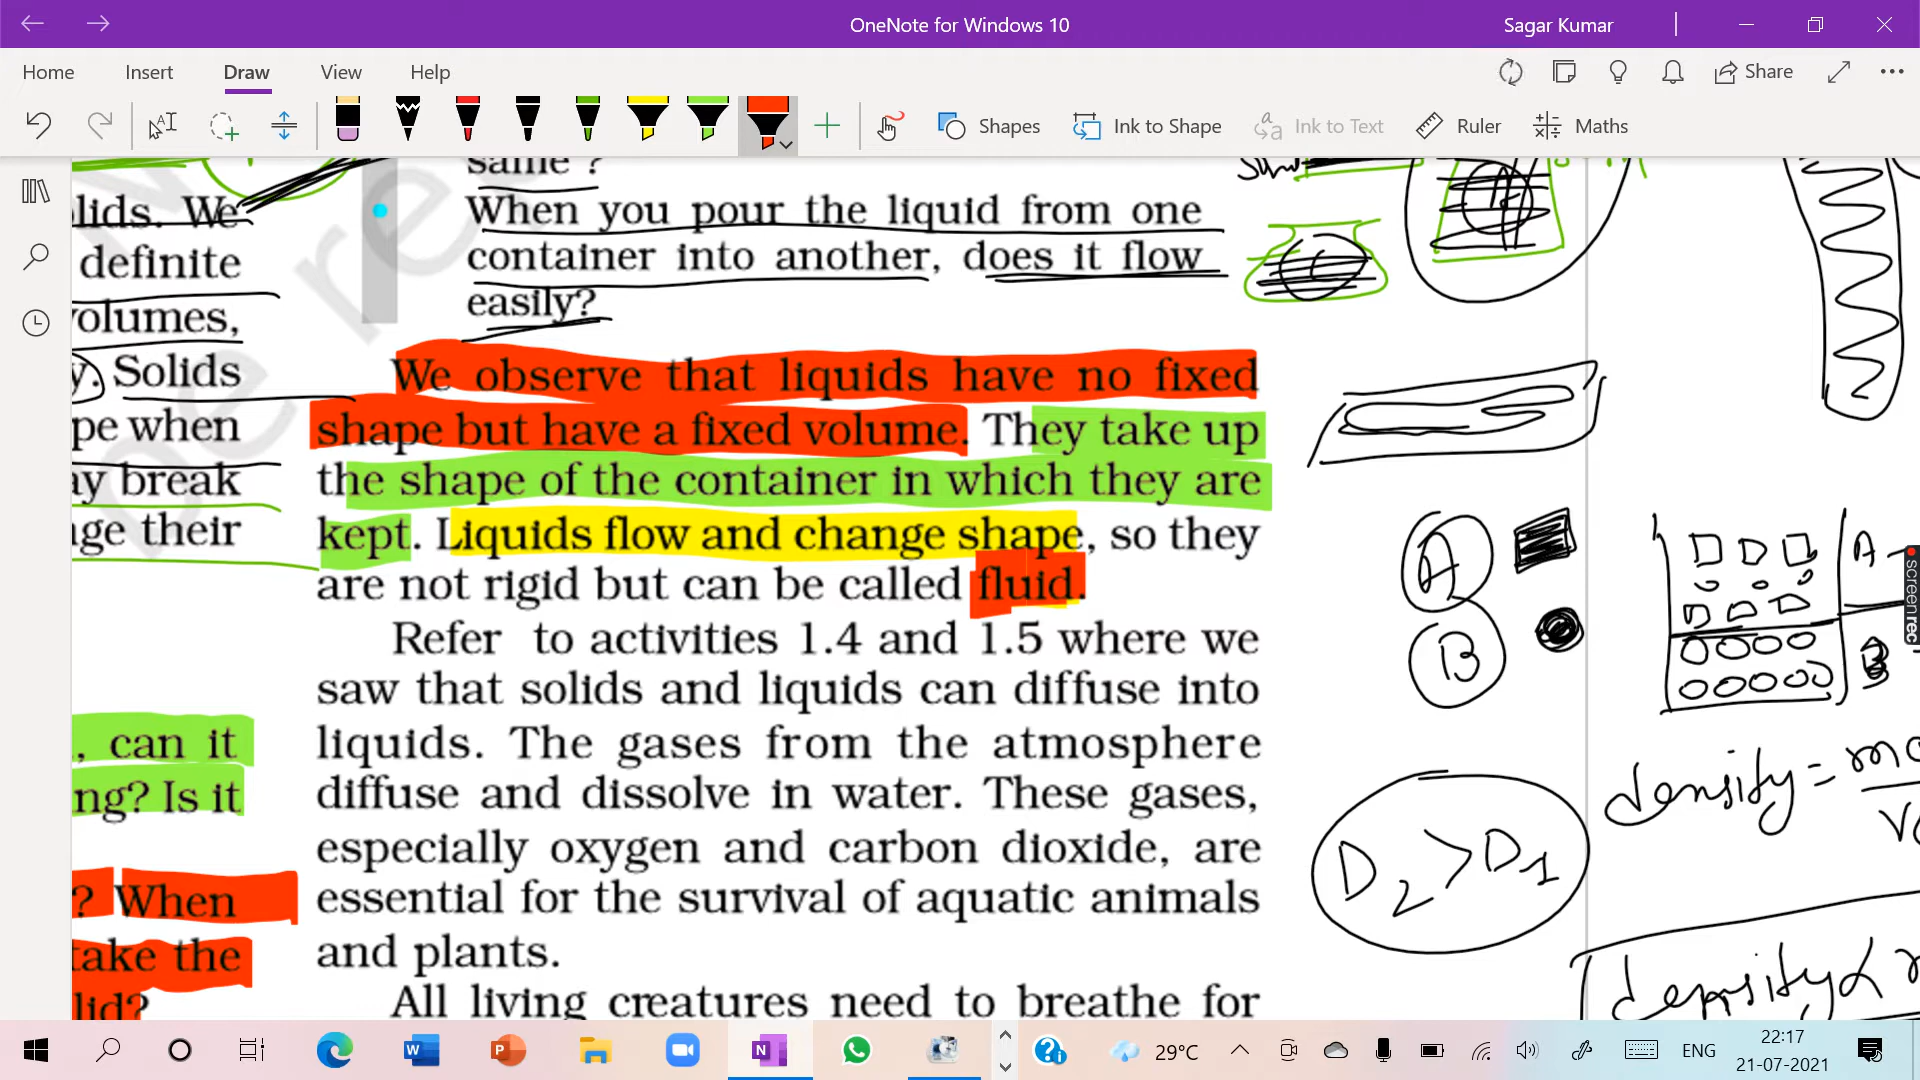 OneNote for Windows 10
Sagar Kumar
Home Insert Draw View Help
Share
Shapes Ink to Shape Ink to Text Ruler Maths
same ?
When you pour the liquid from one
container into another, does it flow
easily?
lids. We
definite
volumes,
y. Solids
pe when
ay break
nge their
, can it
ng? Is it
? When
take the
lid?
We observe that liquids have no fixed
shape but have a fixed volume. They take up
the shape of the container in which they are
kept. Liquids flow and change shape, so they
are not rigid but can be called fluid.
Refer to activities 1.4 and 1.5 where we
saw that solids and liquids can diffuse into
liquids. The gases from the atmosphere
diffuse and dissolve in water. These gases,
especially oxygen and carbon dioxide, are
essential for the survival of aquatic animals
and plants.
All living creatures need to breathe for
A
C
A
B
A
B
density =
D2 > D1
density
screen rec
29°C
ENG
22:17
21-07-2021